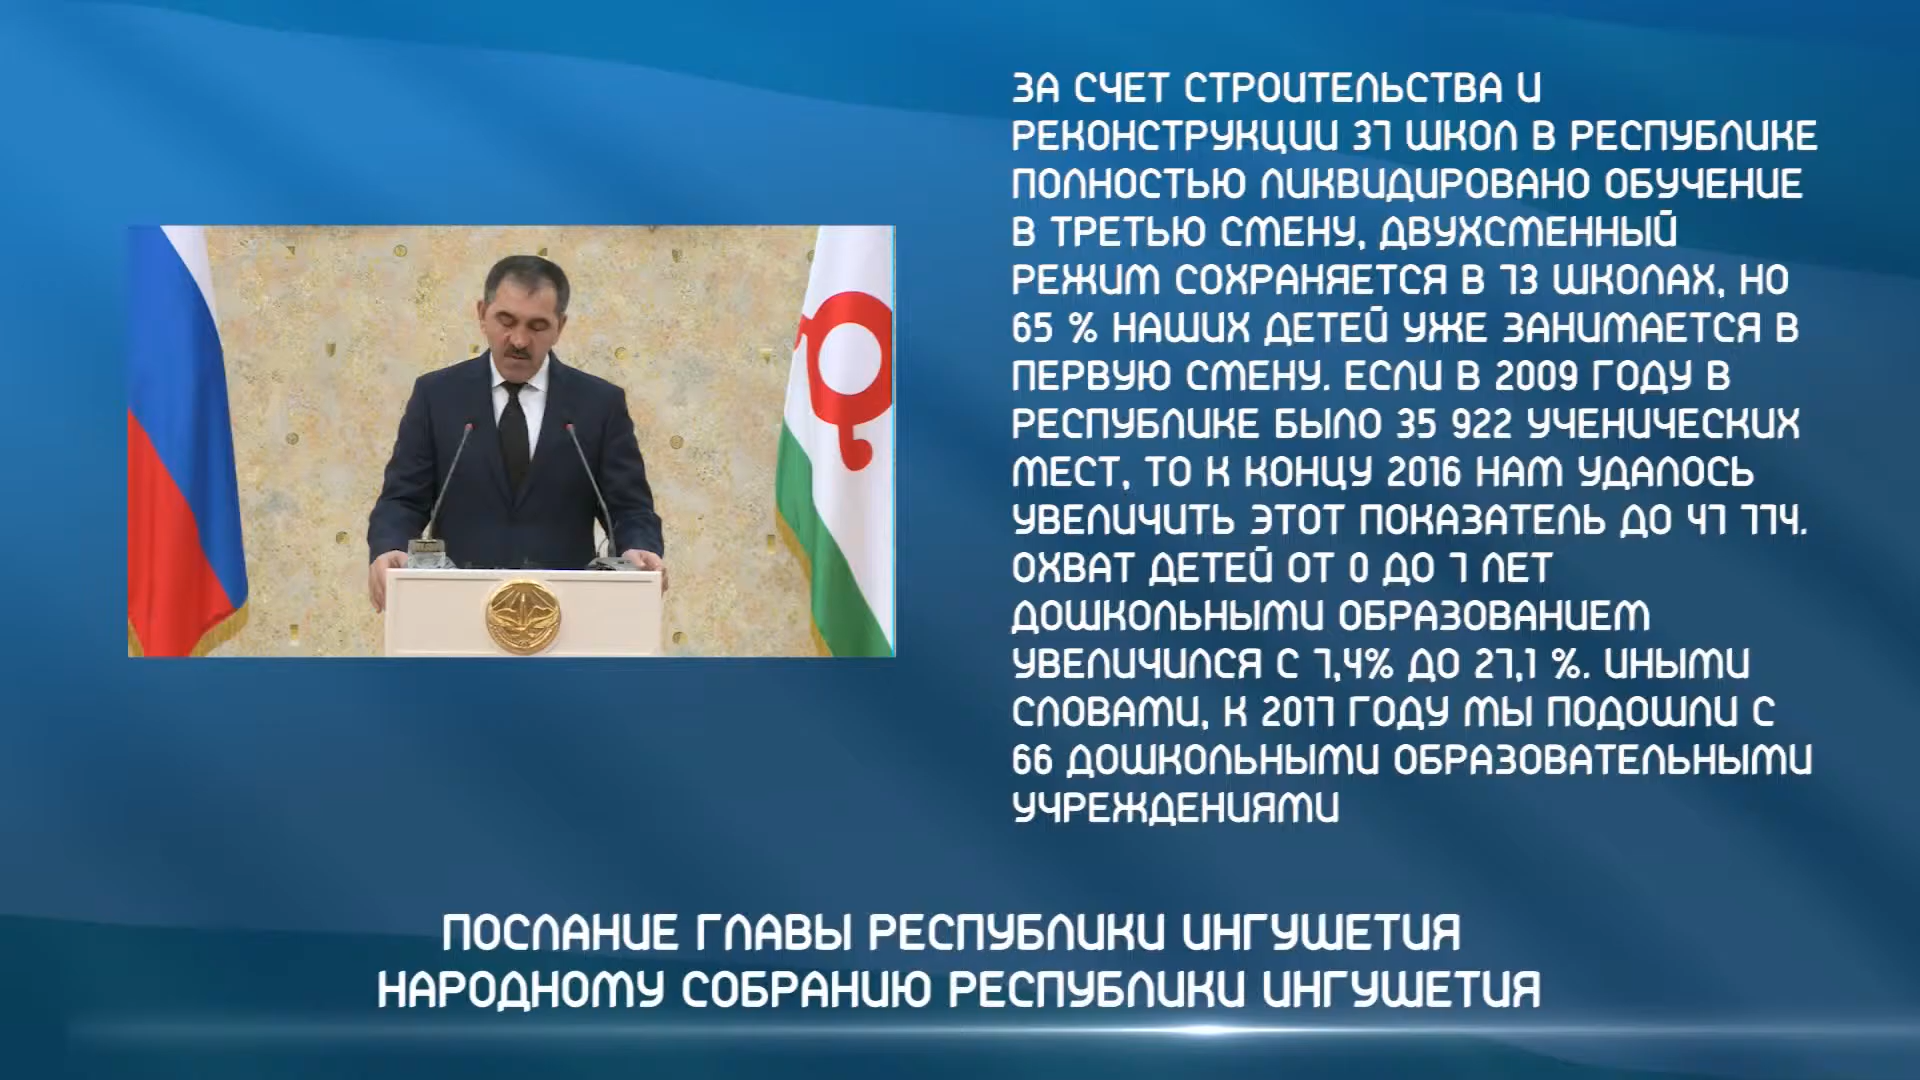 ЗА СЧЕТ СТРОИТЕЛЬСТВА И
РЕКОНСТРУКЦИИ 37 ШКОЛ В РЕСПУБЛИКЕ
ПОЛНОСТЬЮ ЛИКВИДИРОВАНО ОБУЧЕНИЕ
В ТРЕТЬЮ СМЕНУ, ДВУХСМЕННЫЙ
РЕЖИМ СОХРАНЯЕТСЯ В 73 ШКОЛАХ, НО
65 % НАШИХ ДЕТЕЙ УЖЕ ЗАНИМАЕТСЯ В
ПЕРВУЮ СМЕНУ. ЕСЛИ В 2009 ГОДУ В
РЕСПУБЛИКЕ БЫЛО 35 922 УЧЕНИЧЕСКИХ
МЕСТ, ТО К КОНЦУ 2016 НАМ УДАЛОСЬ
УВЕЛИЧИТЬ ЭТОТ ПОКАЗАТЕЛЬ ДО 47 774.
ОХВАТ ДЕТЕЙ ОТ 0 ДО 7 ЛЕТ
ДОШКОЛЬНЫМИ ОБРАЗОВАНИЕМ
УВЕЛИЧИЛСЯ С 7,4% ДО 27,1 %. ИНЫМИ
СЛОВАМИ, К 2017 ГОДУ МЫ ПОДОШЛИ С
66 ДОШКОЛЬНЫМИ ОБРАЗОВАТЕЛЬНЫМИ
УЧРЕЖДЕНИЯМИ
ПОСЛАНИЕ ГЛАВЫ РЕСПУБЛИКИ ИНГУШЕТИЯ
НАРОДНОМУ СОБРАНИЮ РЕСПУБЛИКИ ИНГУШЕТИЯ